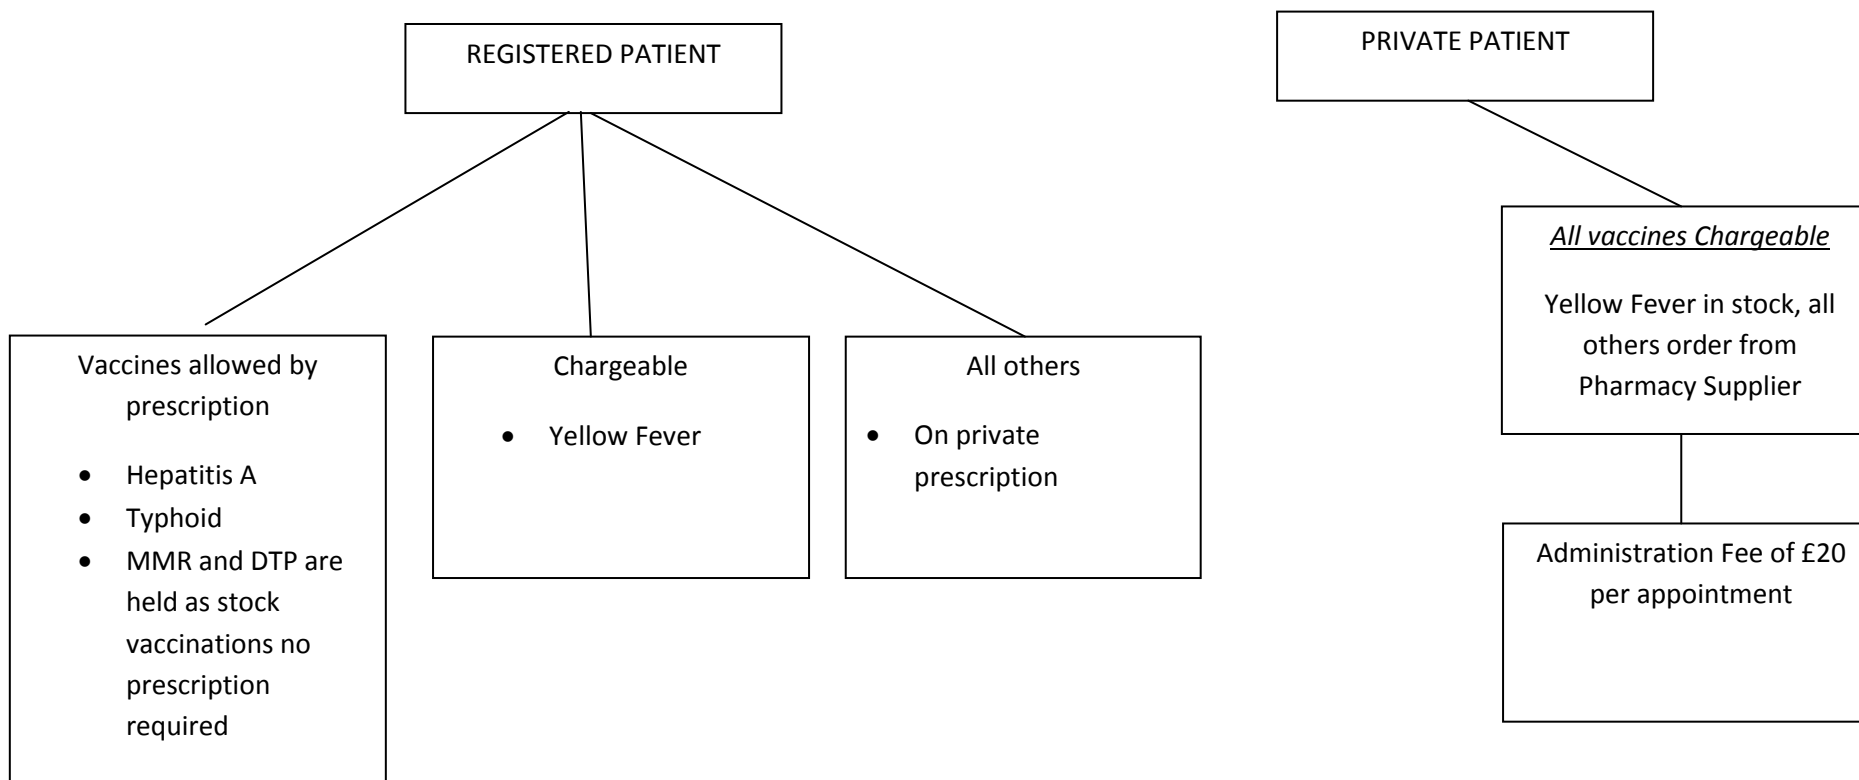 REGISTERED PATIENT
PRIVATE PATIENT
Vaccines allowed by
prescription
• Hepatitis A
• Typhoid
• MMR and DTP are
held as stock
vaccinations no
prescription
required
Chargeable
• Yellow Fever
All others
• On private
prescription
All vaccines Chargeable
Yellow Fever in stock, all
others order from
Pharmacy Supplier
Administration Fee of £20
per appointment